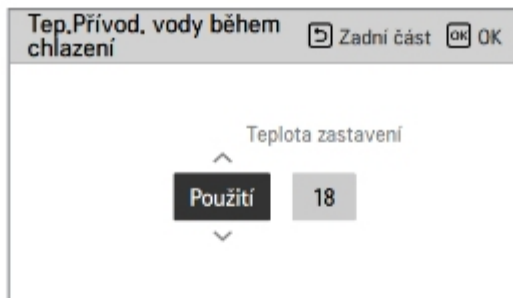 Tep.Přívod. vody během
chlazení
Zadní část OK OK
Teplota zastavení
Použití 18